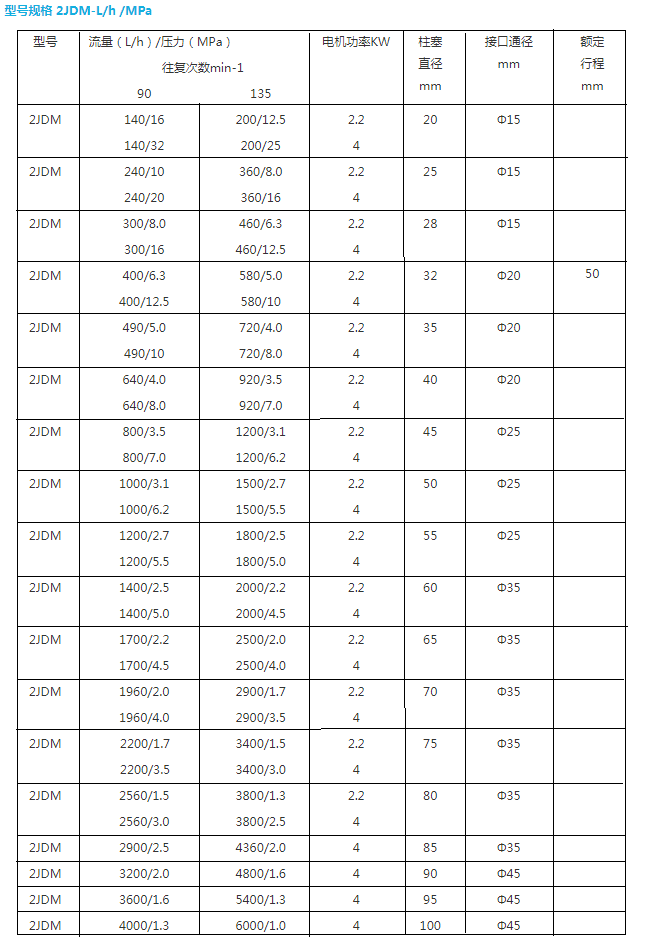 型号规格 2JDM-L/h /MPa
型号 流量（L/h）/压力（MPa） 电机功率KW 柱塞 接口通径 额定
往复次数min-1 直径 mm 行程
90 135 mm mm
2JDM 140/16 200/12.5 2.2 20 Φ15
140/32 200/25 4
2JDM 240/10 360/8.0 2.2 25 Φ15
240/20 360/16 4
2JDM 300/8.0 460/6.3 2.2 28 Φ15
300/16 460/12.5 4
2JDM 400/6.3 580/5.0 2.2 32 Φ20 50
400/12.5 580/10 4
2JDM 490/5.0 720/4.0 2.2 35 Φ20
490/10 720/8.0 4
2JDM 640/4.0 920/3.5 2.2 40 Φ20
640/8.0 920/7.0 4
2JDM 800/3.5 1200/3.1 2.2 45 Φ25
800/7.0 1200/6.2 4
2JDM 1000/3.1 1500/2.7 2.2 50 Φ25
1000/6.2 1500/5.5 4
2JDM 1200/2.7 1800/2.5 2.2 55 Φ25
1200/5.5 1800/5.0 4
2JDM 1400/2.5 2000/2.2 2.2 60 Φ35
1400/5.0 2000/4.5 4
2JDM 1700/2.2 2500/2.0 2.2 65 Φ35
1700/4.5 2500/4.0 4
2JDM 1960/2.0 2900/1.7 2.2 70 Φ35
1960/4.0 2900/3.5 4
2JDM 2200/1.7 3400/1.5 2.2 75 Φ35
2200/3.5 3400/3.0 4
2JDM 2560/1.5 3800/1.3 2.2 80 Φ35
2560/3.0 3800/2.5 4
2JDM 2900/2.5 4360/2.0 4 85 Φ35
2JDM 3200/2.0 4800/1.6 4 90 Φ45
2JDM 3600/1.6 5400/1.3 4 95 Φ45
2JDM 4000/1.3 6000/1.0 4 100 Φ45